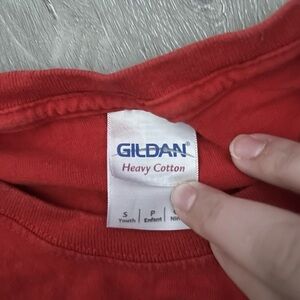 GILDAN
Heavy Cotton
S | P |
Youth | Enfant |